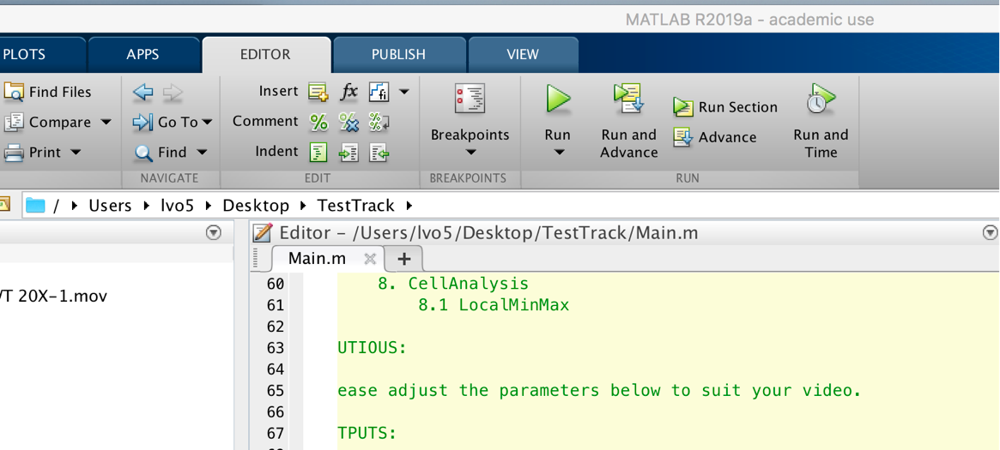 MATLAB R2019a - academic use
PLOTS APPS EDITOR PUBLISH VIEW
Find Files
Compare
Print
Go To
Find
NAVIGATE
Insert fx fi
Comment % % %
Indent
EDIT
Breakpoints
BREAKPOINTS
Run
Run and
Advance
Run Section
Advance
Run and
Time
RUN
/ Users lvo5 Desktop TestTrack
Editor – /Users/lvo5/Desktop/TestTrack/Main.m
Main.m +
VT 20X-1.mov
60 8. CellAnalysis
61 8.1 LocalMinMax
62
63 UTIOUS:
64
65 ease adjust the parameters below to suit your video.
66
67 TPUTS: